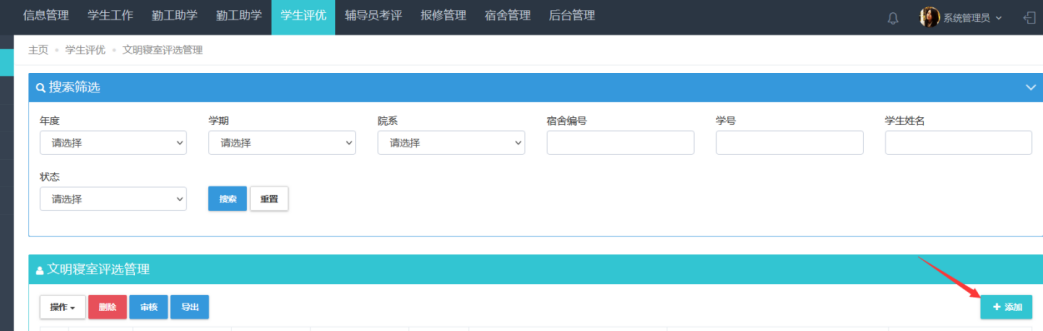 信息管理 学生工作 勤工助学 勤工助学 学生评优 辅导员考评 报修管理 宿舍管理 后台管理 系统管理员
主页 学生评优 文明寝室评选管理
搜索筛选
年度 学期 院系 宿舍编号 学号 学生姓名
请选择 请选择 请选择
状态
请选择 搜索 重置
文明寝室评选管理
操作 删除 审核 导出 + 添加